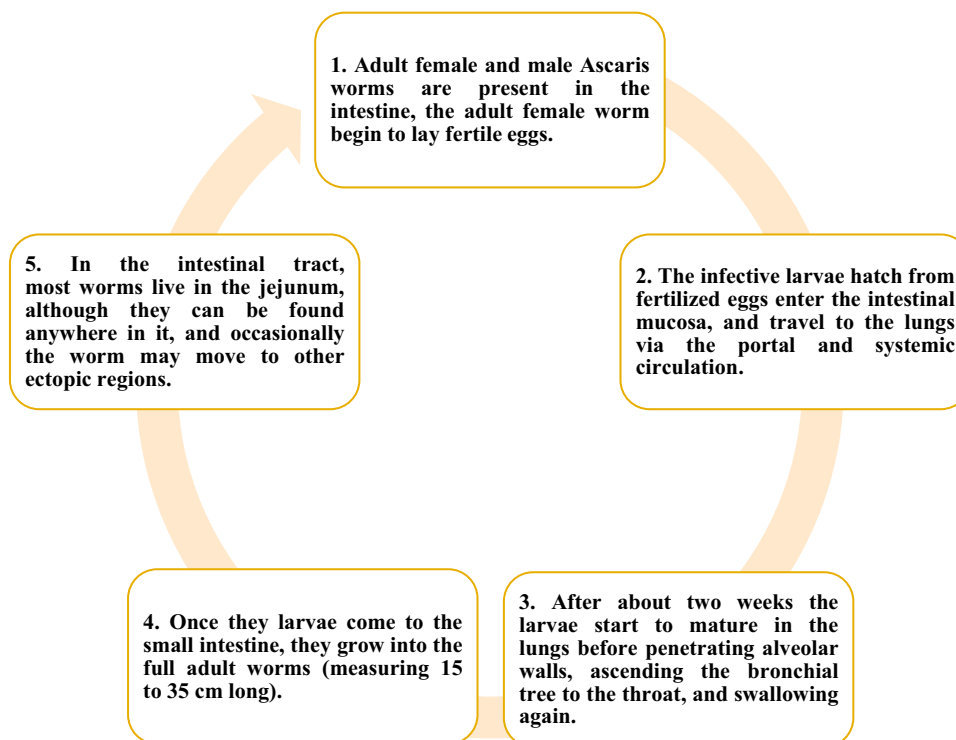 1. Adult female and male Ascaris
worms are present in the
intestine, the adult female worm
begin to lay fertile eggs.
2. The infective larvae hatch from
fertilized eggs enter the intestinal
mucosa, and travel to the lungs
via the portal and systemic
circulation.
3. After about two weeks the
larvae start to mature in the
lungs before penetrating alveolar
walls, ascending the bronchial
tree to the throat, and swallowing
again.
4. Once they larvae come to the
small intestine, they grow into the
full adult worms (measuring 15
to 35 cm long).
5. In the intestinal tract,
most worms live in the jejunum,
although they can be found
anywhere in it, and occasionally
the worm may move to other
ectopic regions.